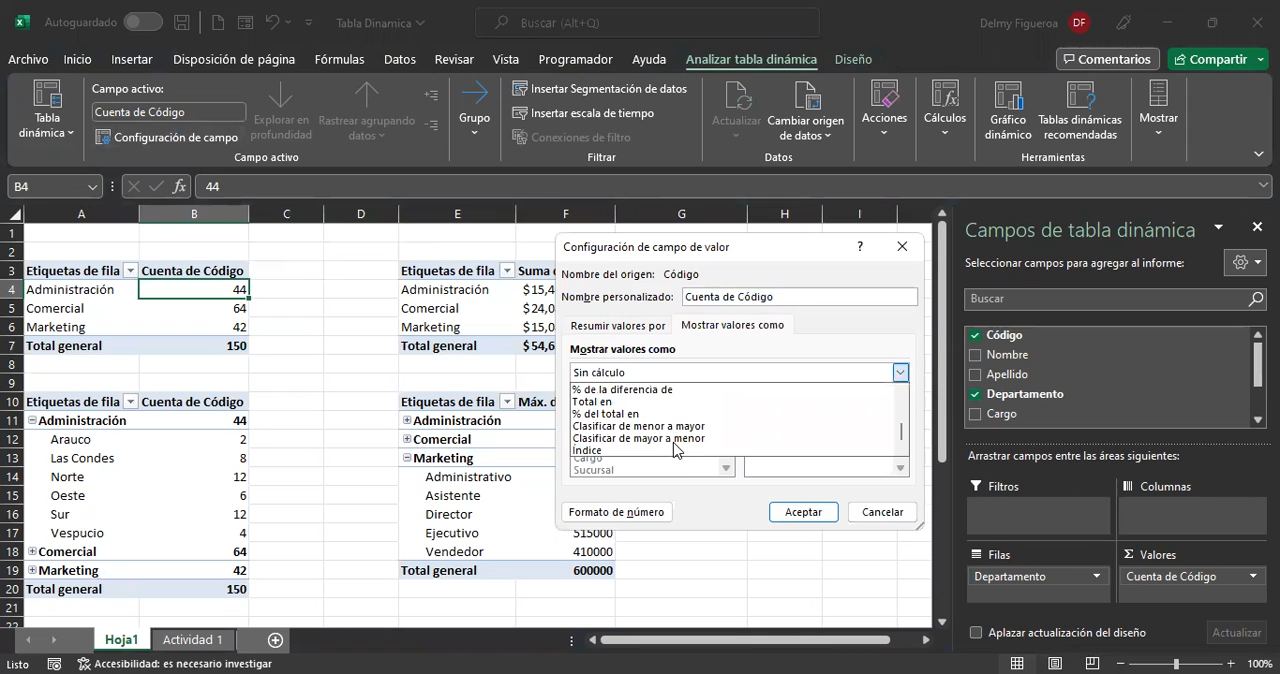 Autoguardado
Tabla Dinamica
Buscar (Alt+Q)
Delmy Figueroa
DF
Archivo
Inicio
Insertar
Disposición de página
Fórmulas
Datos
Revisar
Vista
Programador
Ayuda
Analizar tabla dinámica
Diseño
Comentarios
Compartir
Tabla dinámica
Campo activo:
Cuenta de Código
Configuración de campo
Explorar en profundidad
Rastrear agrupando datos
Campo activo
Grupo
Insertar Segmentación de datos
Insertar escala de tiempo
Conexiones de filtro
Filtrar
Actualizar
Cambiar origen de datos
Datos
Acciones
Cálculos
Gráfico dinámico
Tablas dinámicas recomendadas
Herramientas
Mostrar
B4
fx
44
A B C D E F G H I
1
2
3 Etiquetas de fila Cuenta de Código Etiquetas de fila Suma d
4 Administración 44 Administración $15,4
5 Comercial 64 Comercial $24,0
6 Marketing 42 Marketing $15,0
7 Total general 150 Total general $54,6
8
9
10 Etiquetas de fila Cuenta de Código Etiquetas de fila Máx. d
11 Administración 44 Administración
12 Arauco 2 Comercial
13 Las Condes 8 Marketing
14 Norte 12 Administrativo
15 Oeste 6 Asistente
16 Sur 12 Director
17 Vespucio 4 Ejecutivo 515000
18 Comercial 64 Vendedor 410000
19 Marketing 42 Total general 600000
20 Total general 150
21
22
Configuración de campo de valor
?
Nombre del origen: Código
Nombre personalizado: Cuenta de Código
Resumir valores por
Mostrar valores como
Mostrar valores como
Sin cálculo
% de la diferencia de
Total en
% del total en
Clasificar de menor a mayor
Clasificar de mayor a menor
Índice
Cargo
Sucursal
Formato de número
Aceptar
Cancelar
Campos de tabla dinámica
Seleccionar campos para agregar al informe:
Buscar
Código
Nombre
Apellido
Departamento
Cargo
Arrastrar campos entre las áreas siguientes:
Filtros
Columnas
Filas
Σ Valores
Departamento
Cuenta de Código
Aplazar actualización del diseño
Actualizar
Hoja1
Actividad 1
Listo
Accesibilidad: es necesario investigar
100%